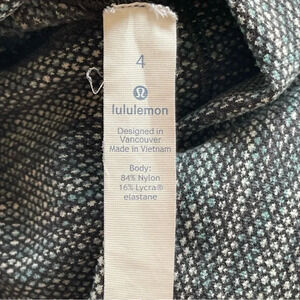 4
lululemon
Designed in
Vancouver
Made in Vietnam
Body:
84% Nylon
16% Lycra®
elastane